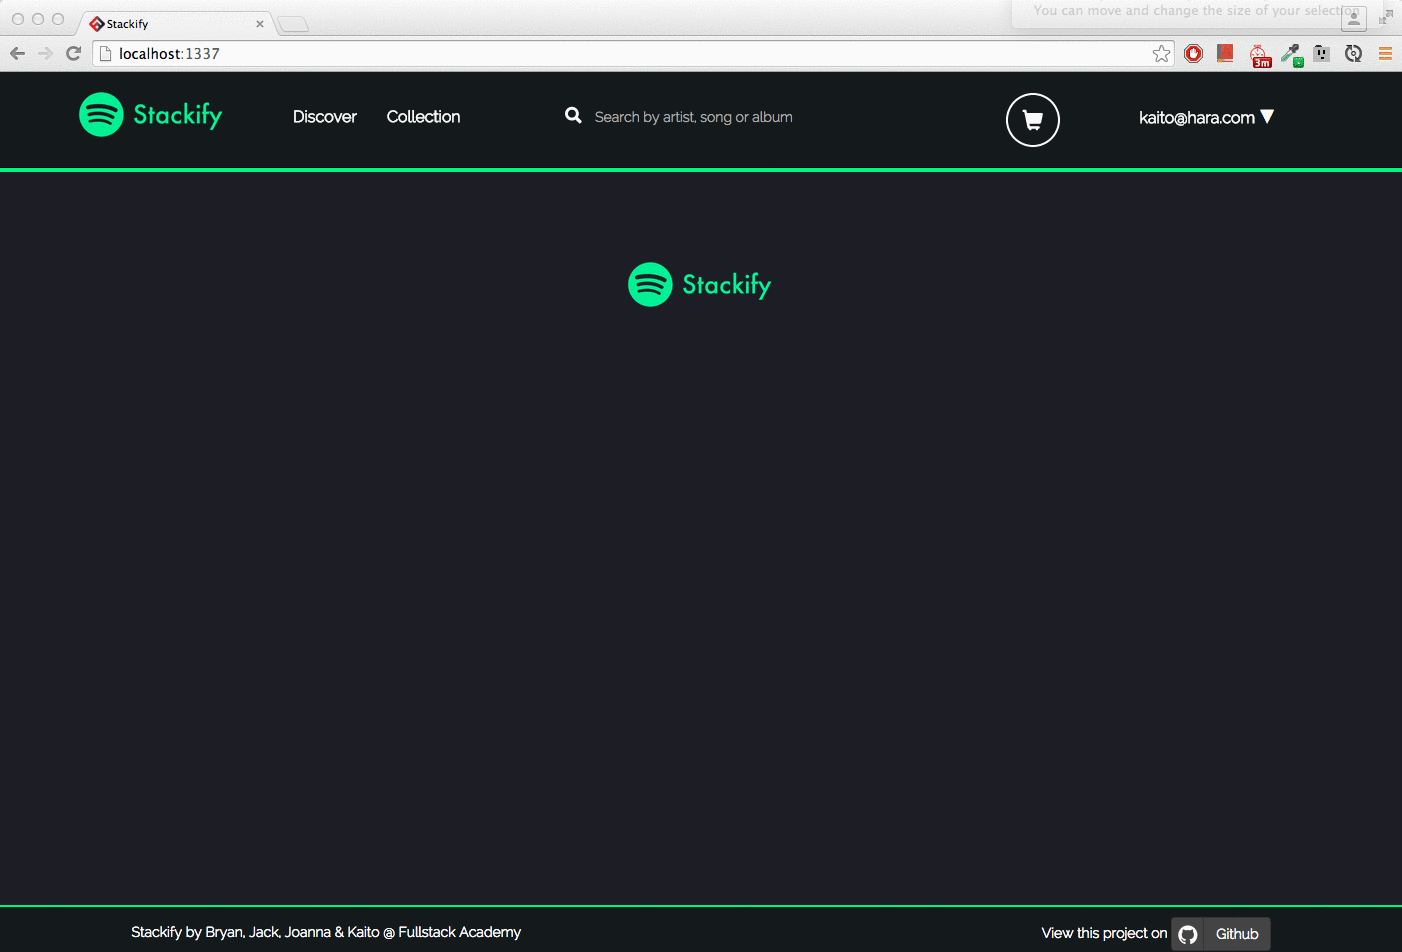 Stackify
You can move and change the size of your selection
localhost:1337
3m
Stackify
Discover
Collection
Search by artist, song or album
kaito@hara.com ▼
Stackify
Stackify by Bryan, Jack, Joanna & Kaito @ Fullstack Academy
View this project on
Github